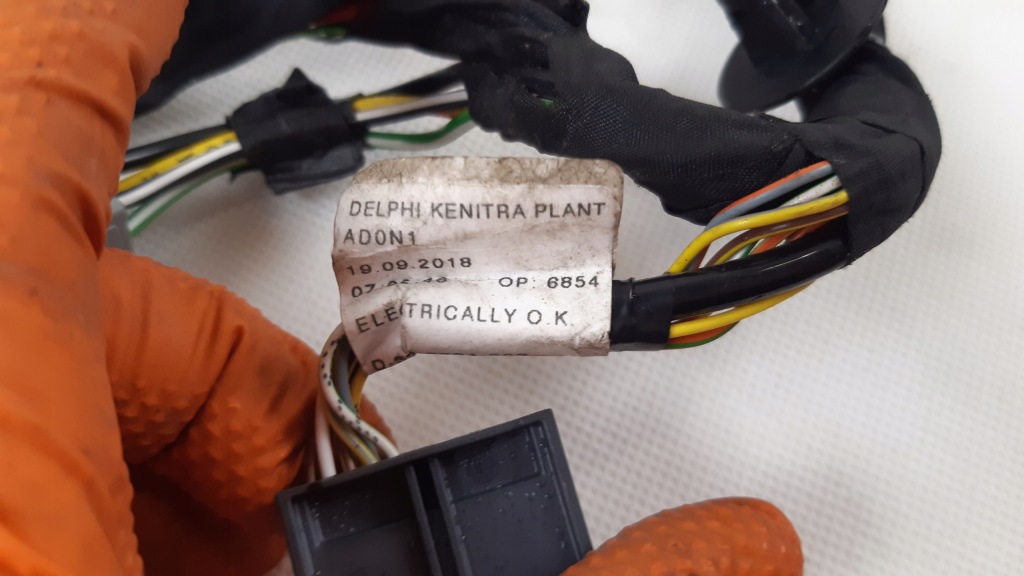 DELPHI KENITRA PLANT
AD0N1
19.09.2018
OP: 6854
ELECTRICALLY O.K.